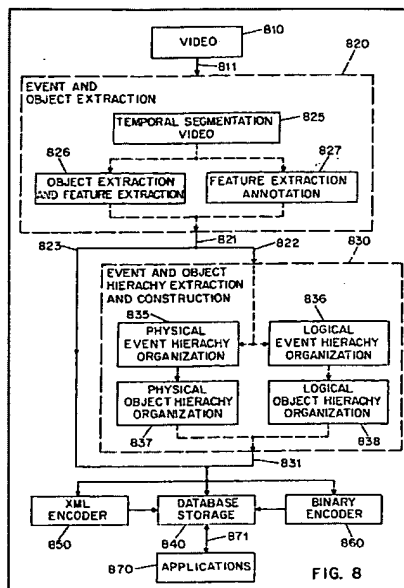 VIDEO
810
811
820
EVENT AND
OBJECT EXTRACTION
TEMPORAL SEGMENTATION
VIDEO
825
826
827
OBJECT EXTRACTION
AND FEATURE EXTRACTION
FEATURE EXTRACTION
ANNOTATION
823
821
822
830
EVENT AND OBJECT
HIERACHY EXTRACTION
AND CONSTRUCTION
835
836
PHYSICAL
EVENT HIERACHY
ORGANIZATION
LOGICAL
EVENT HIERACHY
ORGANIZATION
PHYSICAL
OBJECT HIERACHY
ORGANIZATION
LOGICAL
OBJECT HIERACHY
ORGANIZATION
837
838
831
XML
ENCODER
DATABASE
STORAGE
BINARY
ENCODER
850
840
871
860
870
APPLICATIONS
FIG. 8